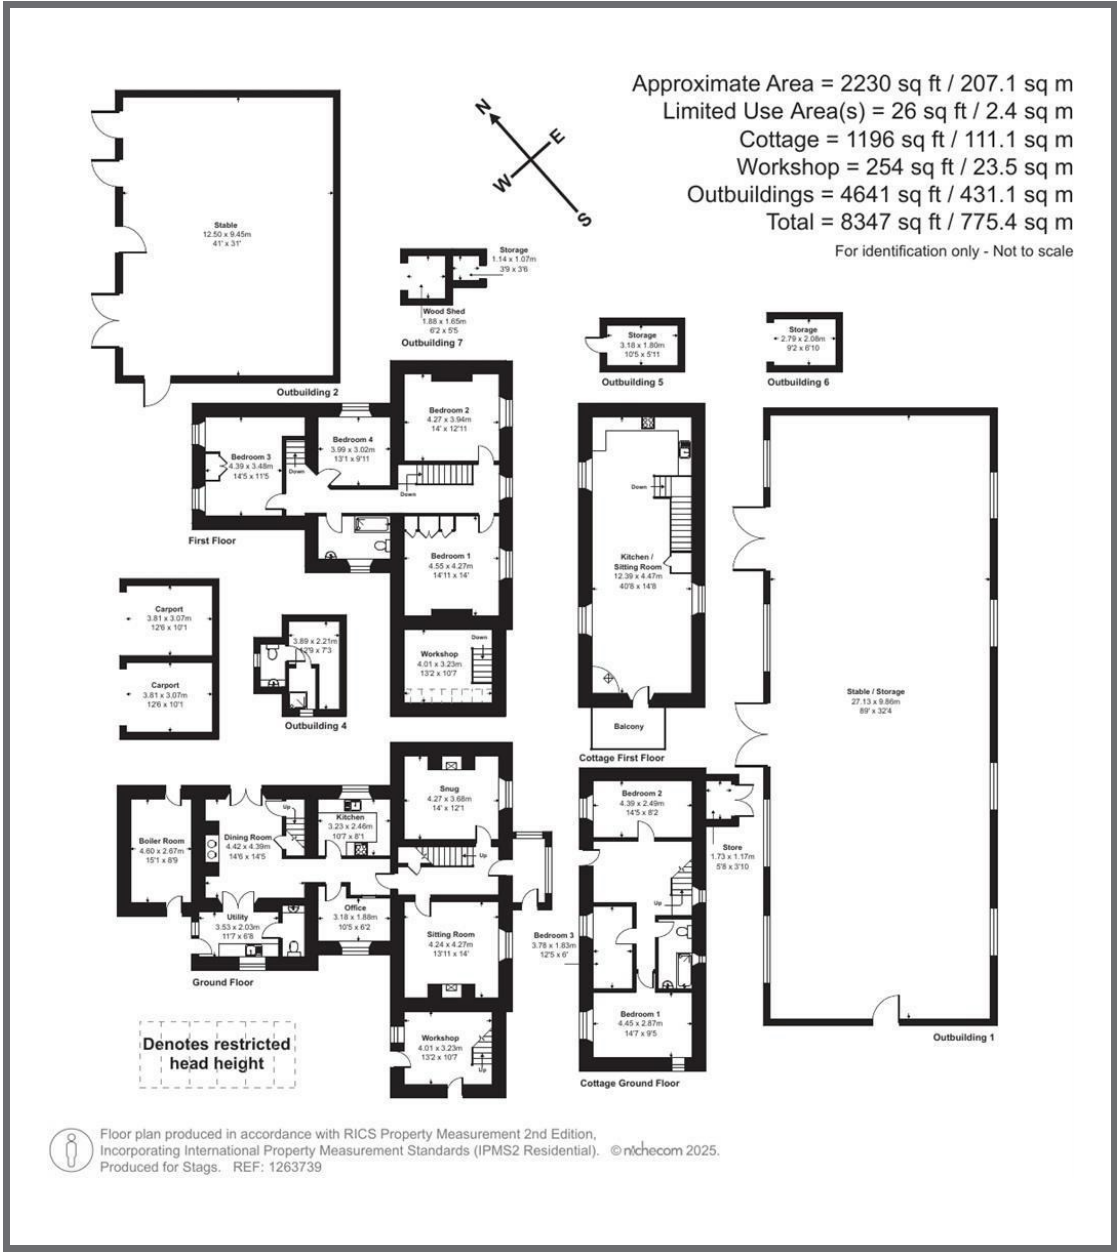 Approximate Area = 2230 sq ft / 207.1 sq m
Limited Use Area(s) = 26 sq ft / 2.4 sq m
Cottage = 1196 sq ft / 111.1 sq m
Workshop = 254 sq ft / 23.5 sq m
Outbuildings = 4641 sq ft / 431.1 sq m
Total = 8347 sq ft / 775.4 sq m
For identification only - Not to scale
N
E
W
S
Stable
12.50 x 9.45m
41' x 31'
Outbuilding 2
Storage
1.14 x 1.07m
3'9 x 3'6
Wood Shed
1.88 x 1.65m
6'2 x 5'5
Outbuilding 7
Storage
3.18 x 1.80m
10'5 x 5'11
Outbuilding 5
Storage
2.79 x 2.08m
9'2 x 6'10
Outbuilding 6
Bedroom 2
4.27 x 3.94m
14' x 12'11
Bedroom 4
3.99 x 3.02m
13'1 x 9'11
Bedroom 3
4.39 x 3.48m
14'5 x 11'5
Down
Down
Bedroom 1
4.55 x 4.27m
14'11 x 14'
First Floor
Workshop
4.01 x 3.23m
13'2 x 10'7
Down
Carport
3.81 x 3.07m
12'6 x 10'1
Carport
3.81 x 3.07m
12'6 x 10'1
3.89 x 2.21m
12'9 x 7'3
Outbuilding 4
Down
Kitchen /
Sitting Room
12.39 x 4.47m
40'8 x 14'8
Balcony
Cottage First Floor
Stable / Storage
27.13 x 9.86m
89' x 32'4
Outbuilding 1
Snug
4.27 x 3.68m
14' x 12'1
Kitchen
3.23 x 2.46m
10'7 x 8'1
Up
Dining Room
4.42 x 4.39m
14'6 x 14'5
Boiler Room
4.60 x 2.67m
15'1 x 8'9
Up
Office
3.18 x 1.88m
10'5 x 6'2
Utility
3.53 x 2.03m
11'7 x 6'8
Sitting Room
4.24 x 4.27m
13'11 x 14'
Ground Floor
Workshop
4.01 x 3.23m
13'2 x 10'7
Up
Bedroom 2
4.39 x 2.49m
14'5 x 8'2
Store
1.73 x 1.17m
5'8 x 3'10
Up
Bedroom 3
3.78 x 1.83m
12'5 x 6'
Bedroom 1
4.45 x 2.87m
14'7 x 9'5
Cottage Ground Floor
Denotes restricted
head height
Floor plan produced in accordance with RICS Property Measurement 2nd Edition,
Incorporating International Property Measurement Standards (IPMS2 Residential). © nichecom 2025.
Produced for Stags. REF: 1263739